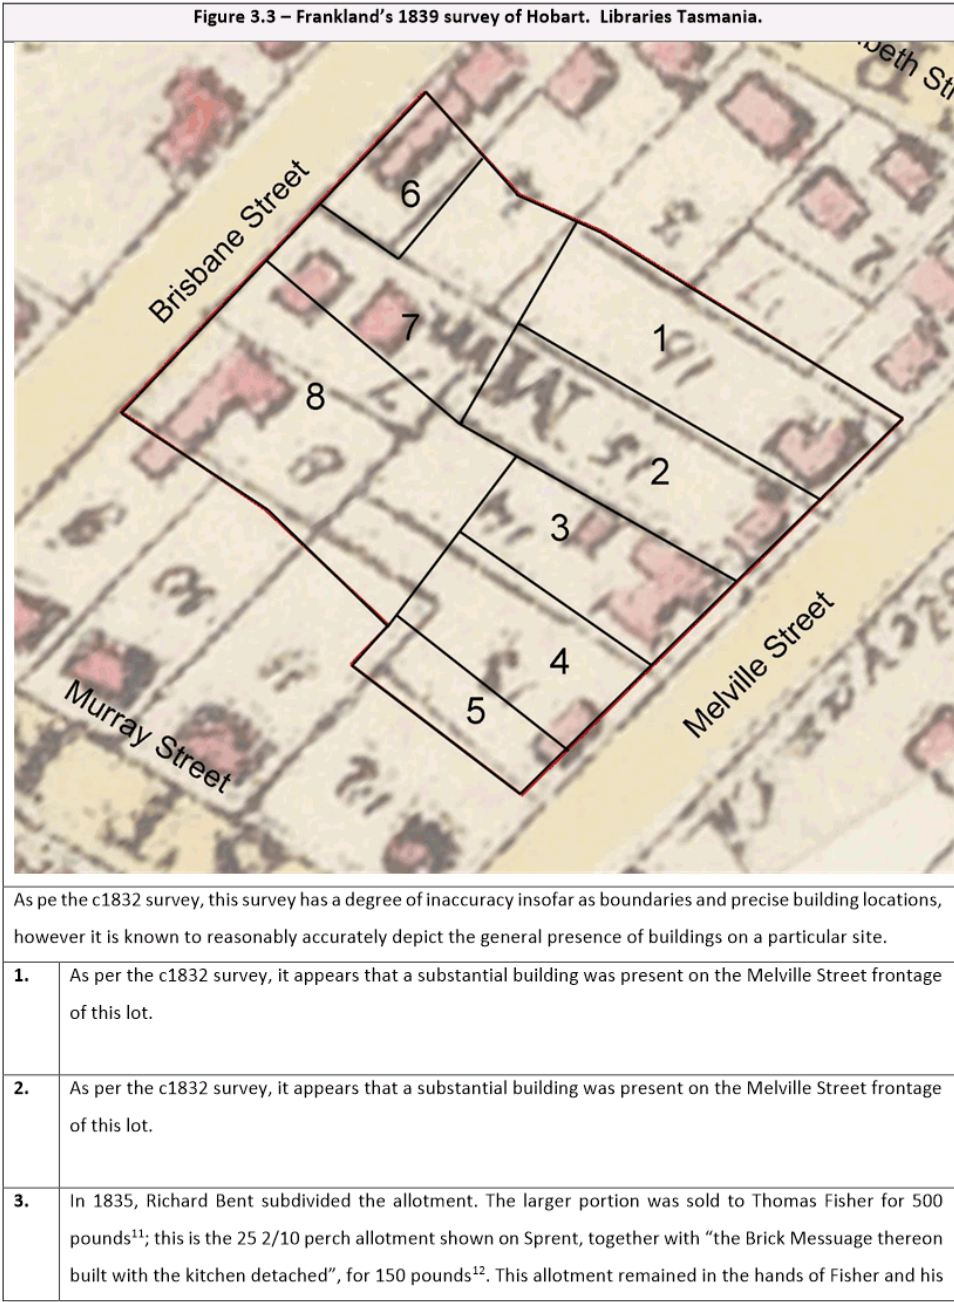 Figure 3.3 – Frankland’s 1839 survey of Hobart. Libraries Tasmania.
beth Str
Brisbane Street
6
7
1
8
2
3
4
5
Melville Street
Murray Street
As pe the c1832 survey, this survey has a degree of inaccuracy insofar as boundaries and precise building locations,
however it is known to reasonably accurately depict the general presence of buildings on a particular site.
1. As per the c1832 survey, it appears that a substantial building was present on the Melville Street frontage
of this lot.
2. As per the c1832 survey, it appears that a substantial building was present on the Melville Street frontage
of this lot.
3. In 1835, Richard Bent subdivided the allotment. The larger portion was sold to Thomas Fisher for 500
pounds¹¹; this is the 25 2/10 perch allotment shown on Sprent, together with “the Brick Messuage thereon
built with the kitchen detached”, for 150 pounds¹². This allotment remained in the hands of Fisher and his